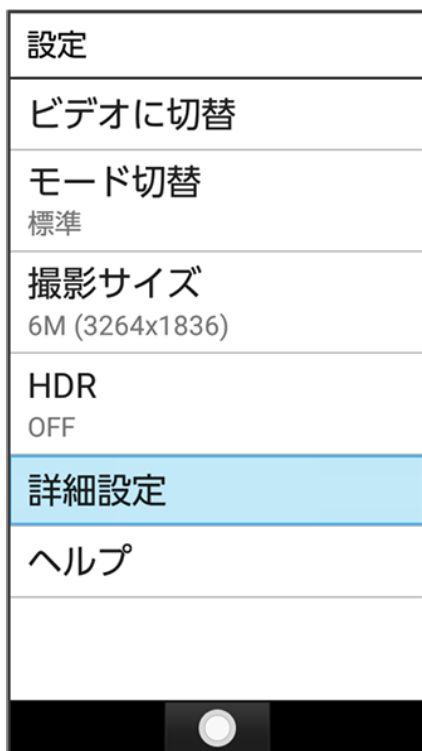 設定
ビデオに切替
モード切替
標準
撮影サイズ
6M (3264x1836)
HDR
OFF
詳細設定
ヘルプ